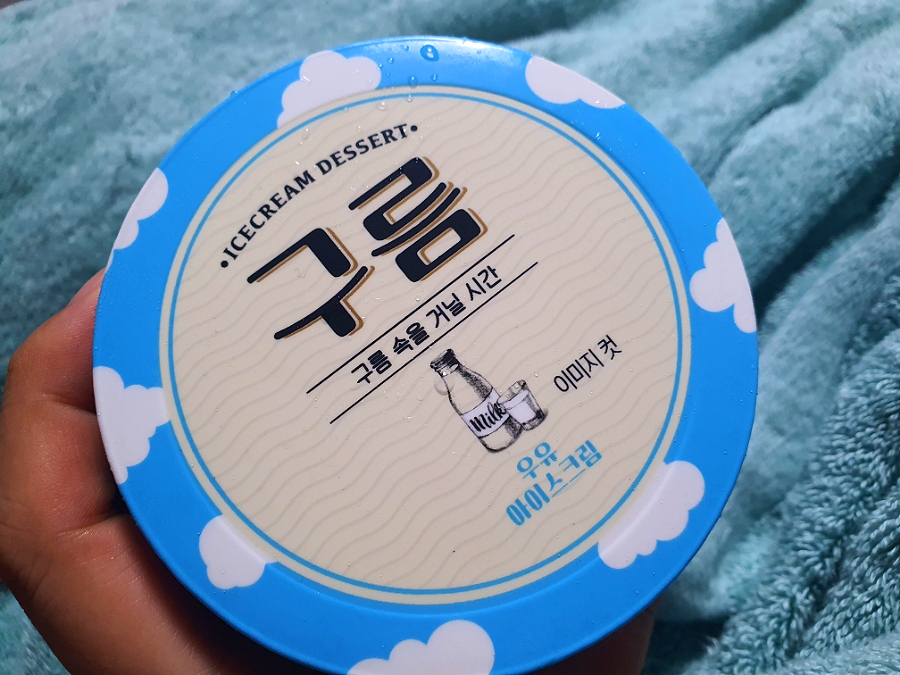 •ICECREAM DESSERT•
구름
구름 속을 거닐 시간
Milk
이미지 컷
우유
아이스크림